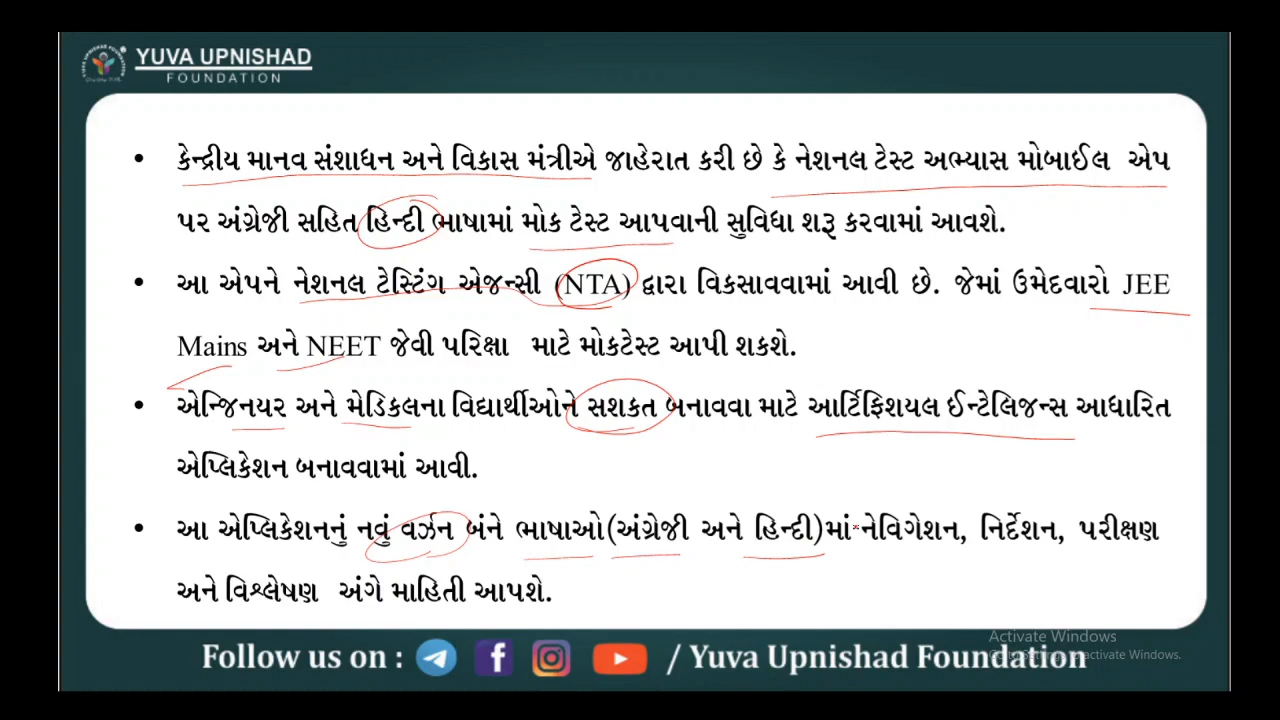 YUVA UPNISHAD
FOUNDATION
• કેન્દ્રીય માનવ સંશાધન અને વિકાસ મંત્રીએ જાહેરાત કરી છે કે નેશનલ ટેસ્ટ અભ્યાસ મોબાઈલ એપ
પર અંગ્રેજી સહિત હિન્દી ભાષામાં મોક ટેસ્ટ આપવાની સુવિધા શરૂ કરવામાં આવશે.
• આ એપને નેશનલ ટેસ્ટિંગ એજન્સી (NTA) દ્વારા વિકસાવવામાં આવી છે. જેમાં ઉમેદવારો JEE
Mains અને NEET જેવી પરિક્ષા માટે મોકટેસ્ટ આપી શકશે.
• એન્જિનયર અને મેડિકલના વિદ્યાર્થીઓને સશકત બનાવવા માટે આર્ટિફિશયલ ઈન્ટેલિજન્સ આધારિત
એપ્લિકેશન બનાવવામાં આવી.
• આ એપ્લિકેશનનું નવું વર્ઝન બંને ભાષાઓ(અંગ્રેજી અને હિન્દી)માં નેવિગેશન, નિર્દેશન, પરીક્ષણ
અને વિશ્લેષણ અંગે માહિતી આપશે.
Activate Windows
Follow us on : / Yuva Upnishad Foundation